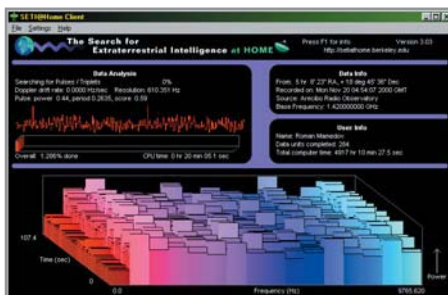 SETI@Home Client
File Settings Help
The Search for
Extraterrestrial Intelligence at HOME
Press F1 for info.
Version 3.03
http://setiathome.berkeley.edu
Data Analysis
Searching for Pulses / Triplets 0%
Doppler drift rate: 0.0000 Hz/sec Resolution: 610.351 Hz
Pulse: power 0.44, period 0.2635, score: 0.59
Overall: 1.286% done
CPU time: 0 hr 20 min 05.1 sec
Data Info
From: 5 hr 9' 23" RA, + 18 deg 45' 36" Dec
Recorded on: Mon Nov 20 04:54:07 2000 GMT
Source: Arecibo Radio Observatory
Base Frequency: 1.420000000 GHz
User Info
Name: Roman Mamedov
Data units completed: 284
Total computer time: 4917 hr 10 min 27.5 sec
107.4
Time (sec)
0
0.0
Frequency (Hz)
9765.620
Power